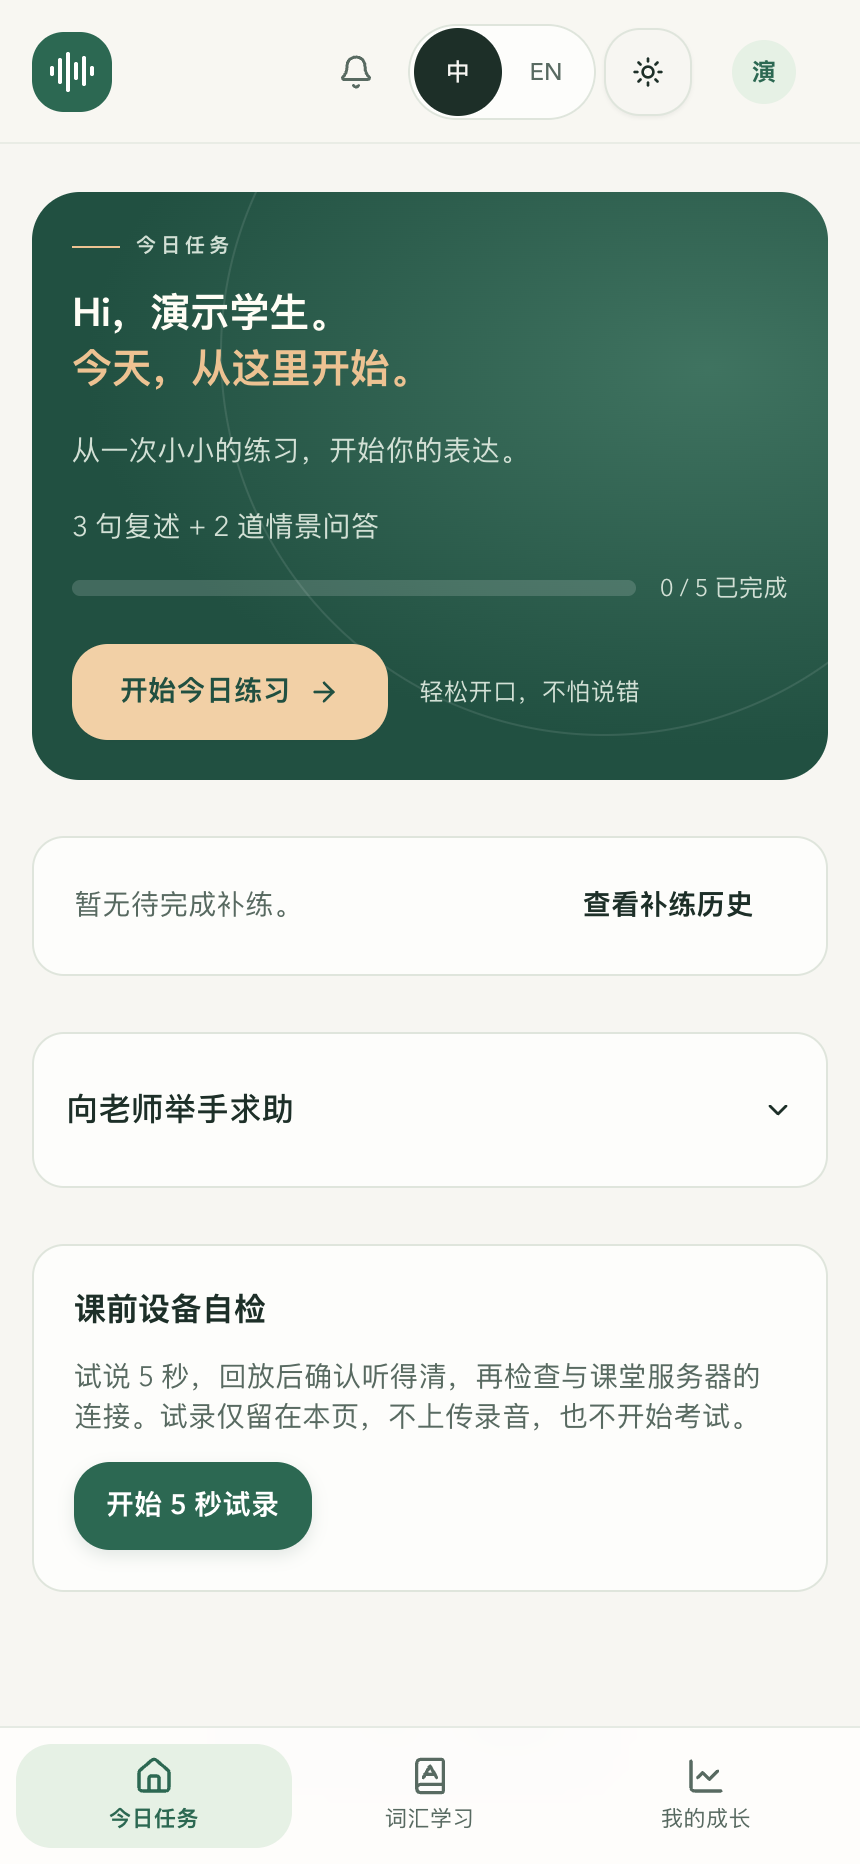 中
EN
演
今日任务
Hi，演示学生。
今天，从这里开始。
从一次小小的练习，开始你的表达。
3 句复述 + 2 道情景问答
0 / 5 已完成
开始今日练习 →
轻松开口，不怕说错
暂无待完成补练。
查看补练历史
向老师举手求助
课前设备自检
试说 5 秒，回放后确认听得清，再检查与课堂服务器的
连接。试录仅留在本页，不上传录音，也不开始考试。
开始 5 秒试录
今日任务
词汇学习
我的成长